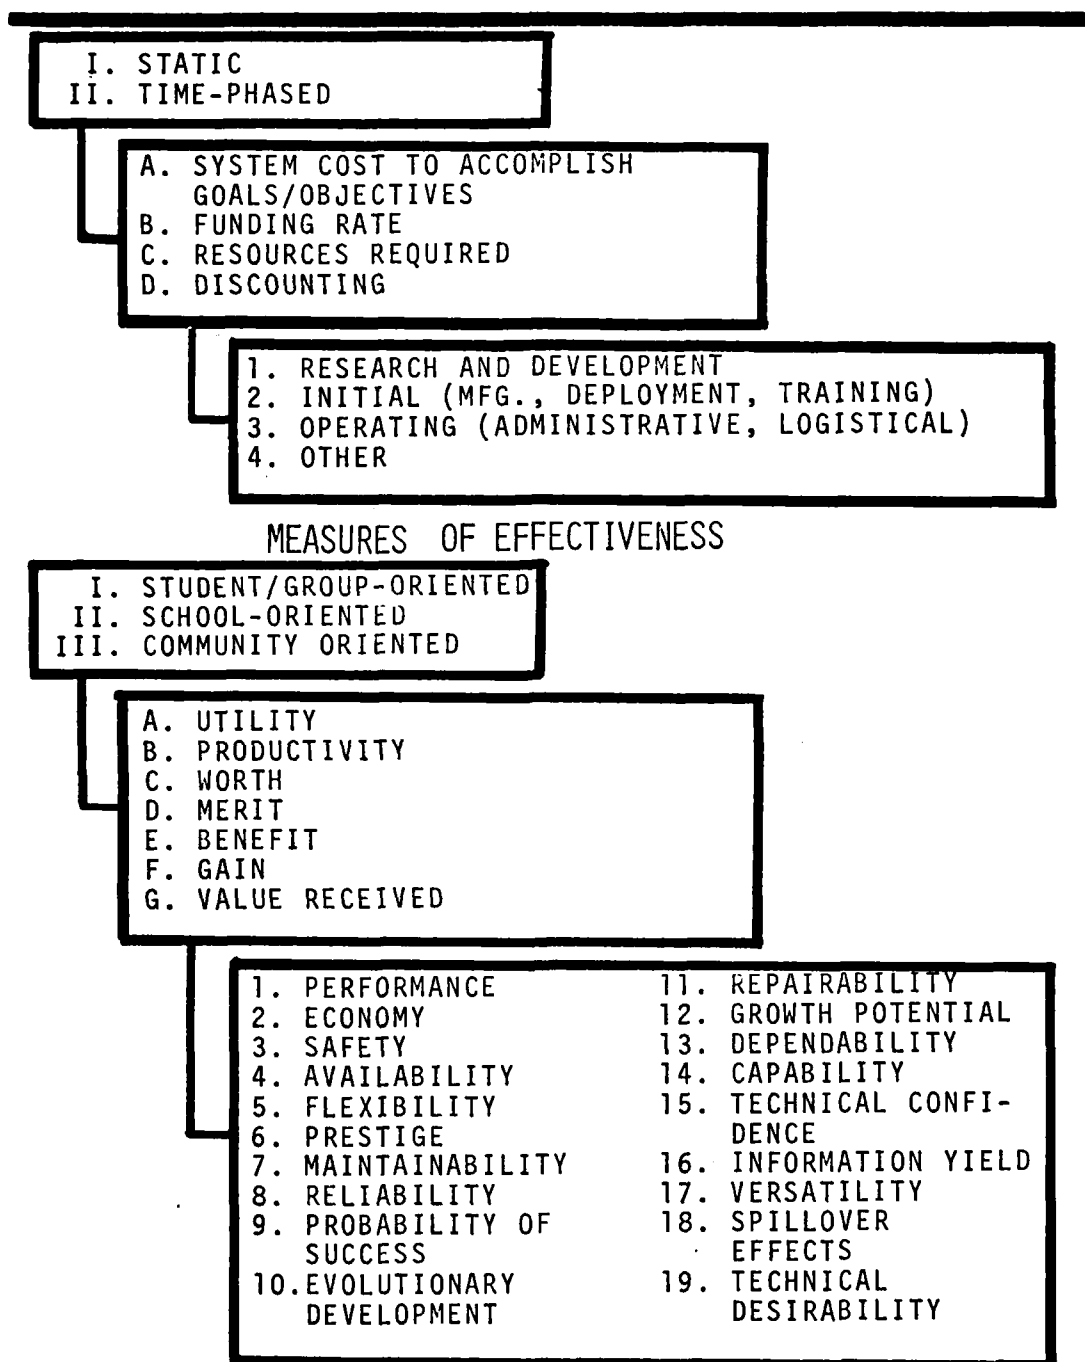 I. STATIC
II. TIME-PHASED
A. SYSTEM COST TO ACCOMPLISH
GOALS/OBJECTIVES
B. FUNDING RATE
C. RESOURCES REQUIRED
D. DISCOUNTING
1. RESEARCH AND DEVELOPMENT
2. INITIAL (MFG., DEPLOYMENT, TRAINING)
3. OPERATING (ADMINISTRATIVE, LOGISTICAL)
4. OTHER
MEASURES OF EFFECTIVENESS
I. STUDENT/GROUP-ORIENTED
II. SCHOOL-ORIENTED
III. COMMUNITY ORIENTED
A. UTILITY
B. PRODUCTIVITY
C. WORTH
D. MERIT
E. BENEFIT
F. GAIN
G. VALUE RECEIVED
1. PERFORMANCE
2. ECONOMY
3. SAFETY
4. AVAILABILITY
5. FLEXIBILITY
6. PRESTIGE
7. MAINTAINABILITY
8. RELIABILITY
9. PROBABILITY OF
SUCCESS
10. EVOLUTIONARY
DEVELOPMENT
11. REPAIRABILITY
12. GROWTH POTENTIAL
13. DEPENDABILITY
14. CAPABILITY
15. TECHNICAL CONFI-
DENCE
16. INFORMATION YIELD
17. VERSATILITY
18. SPILLOVER
EFFECTS
19. TECHNICAL
DESIRABILITY